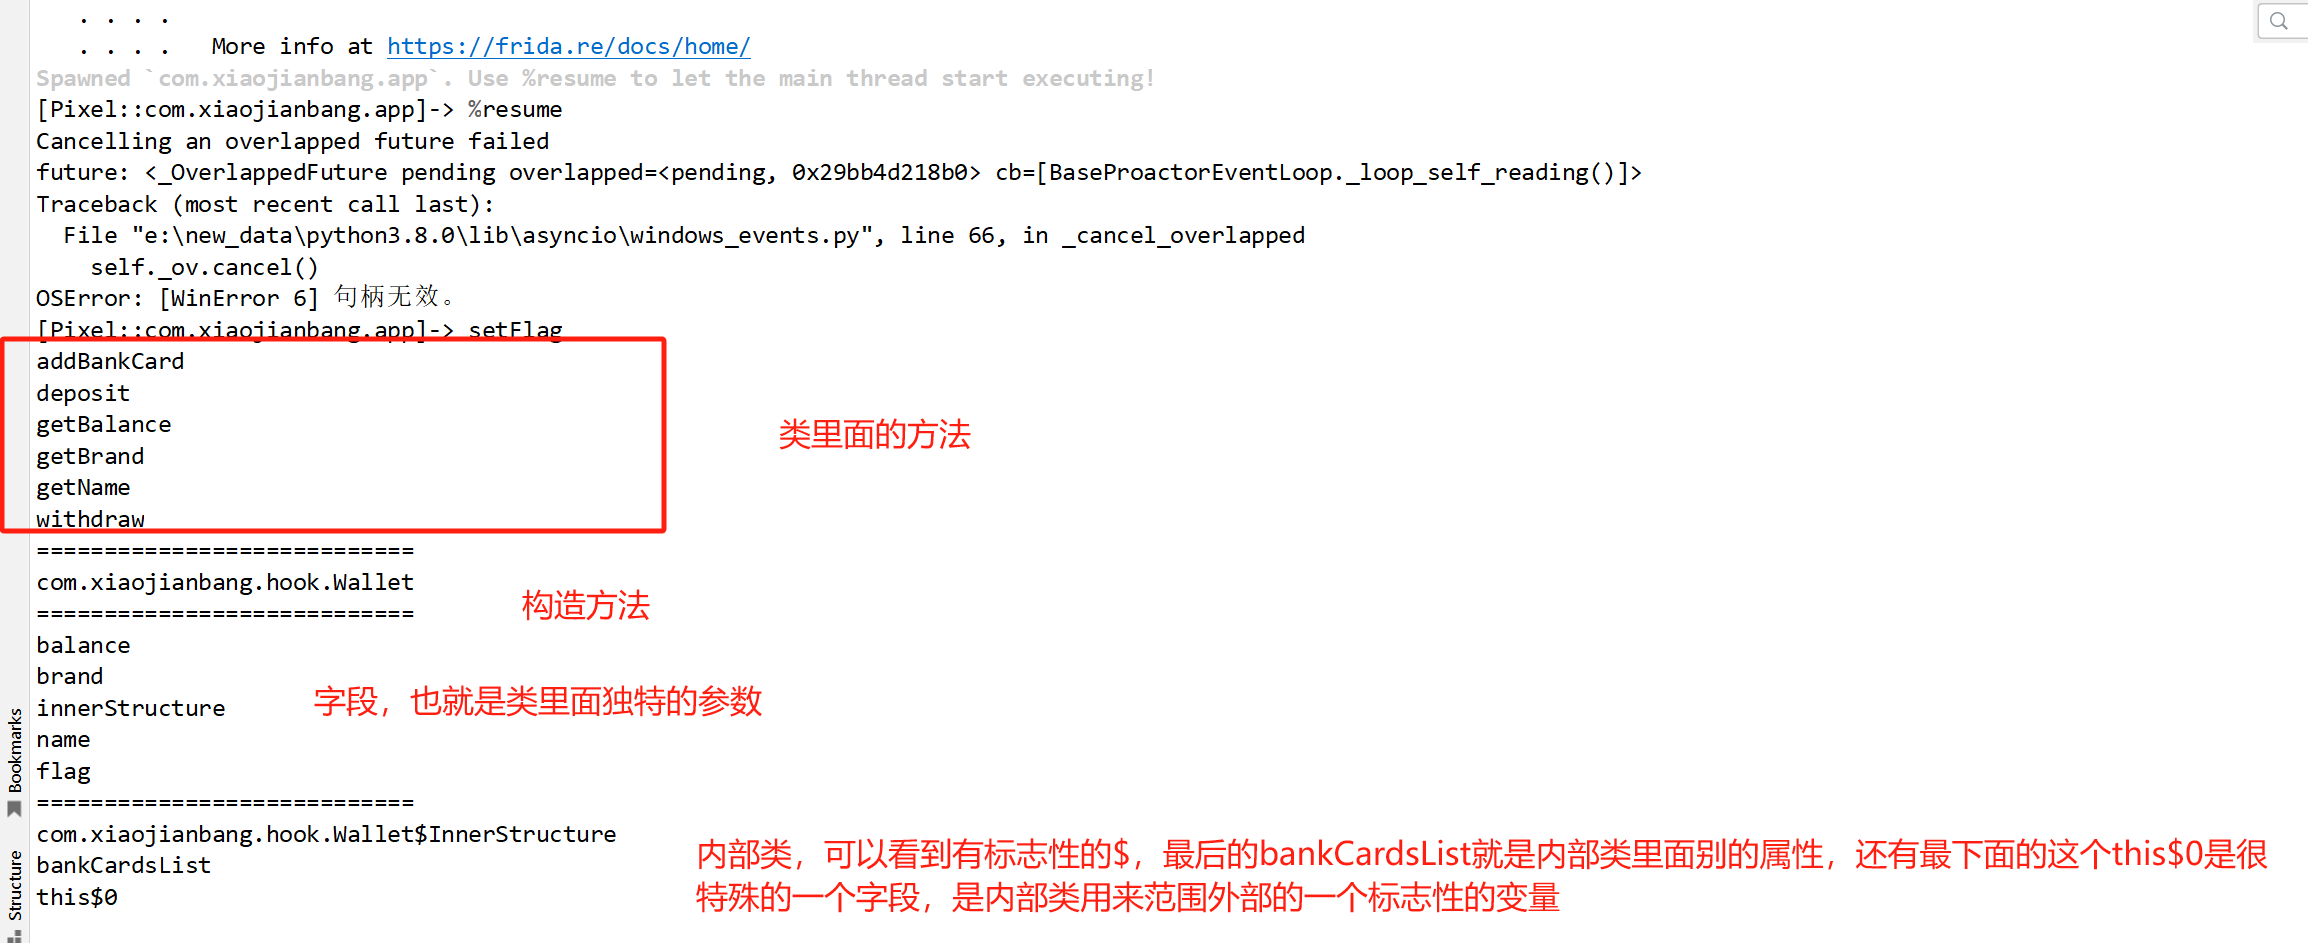 . . . .
. . . .   More info at https://frida.re/docs/home/
Spawned `com.xiaojianbang.app`. Use %resume to let the main thread start executing!
[Pixel::com.xiaojianbang.app]-> %resume
Cancelling an overlapped future failed
future: <_OverlappedFuture pending overlapped=<pending, 0x29bb4d218b0> cb=[BaseProactorEventLoop._loop_self_reading()]>
Traceback (most recent call last):
  File "e:\new_data\python3.8.0\lib\asyncio\windows_events.py", line 66, in _cancel_overlapped
    self._ov.cancel()
OSError: [WinError 6] 句柄无效。
[Pixel::com.xiaojianbang.app]-> setFlag
addBankCard
deposit
getBalance
类里面的方法
getBrand
getName
withdraw
============================
com.xiaojianbang.hook.Wallet
构造方法
============================
balance
brand
字段，也就是类里面独特的参数
innerStructure
name
flag
============================
com.xiaojianbang.hook.Wallet$InnerStructure
bankCardsList
this$0
内部类，可以看到有标志性的$，最后的bankCardsList就是内部类里面别的属性，还有最下面的这个this$0是很
特殊的一个字段，是内部类用来范围外部的一个标志性的变量
Bookmarks
Structure